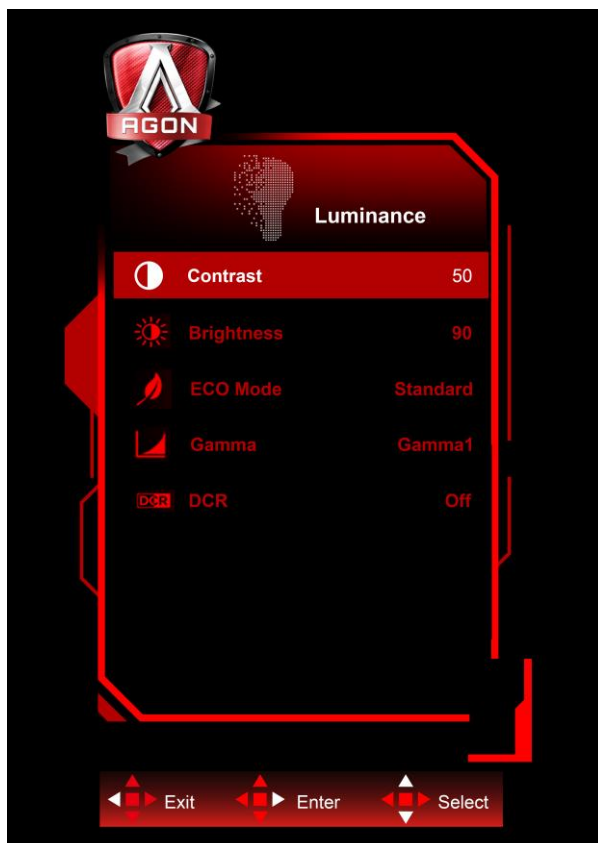 AGON
Luminance
Contrast 50
Brightness 90
ECO Mode Standard
Gamma Gamma1
DCR DCR Off
Exit Enter Select